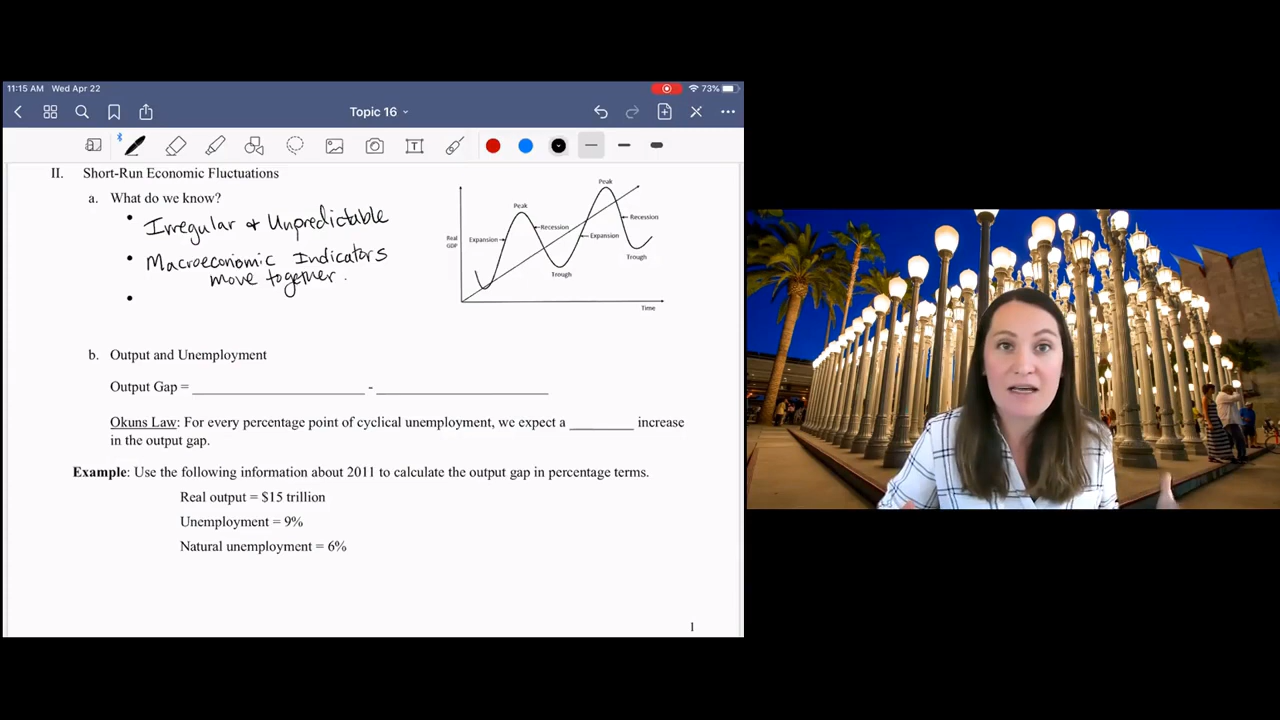 11:15 AM Wed Apr 22
73%
Topic 16
T
II. Short-Run Economic Fluctuations
a. What do we know?
• Irregular & Unpredictable
• Macroeconomic Indicators
move together.
•
Peak
Peak
Recession
Recession
Expansion
Expansion
Real
GDP
Trough
Trough
Time
b. Output and Unemployment
Output Gap = ____________ - ____________
Okuns Law: For every percentage point of cyclical unemployment, we expect a ________ increase
in the output gap.
Example: Use the following information about 2011 to calculate the output gap in percentage terms.
Real output = $15 trillion
Unemployment = 9%
Natural unemployment = 6%
1